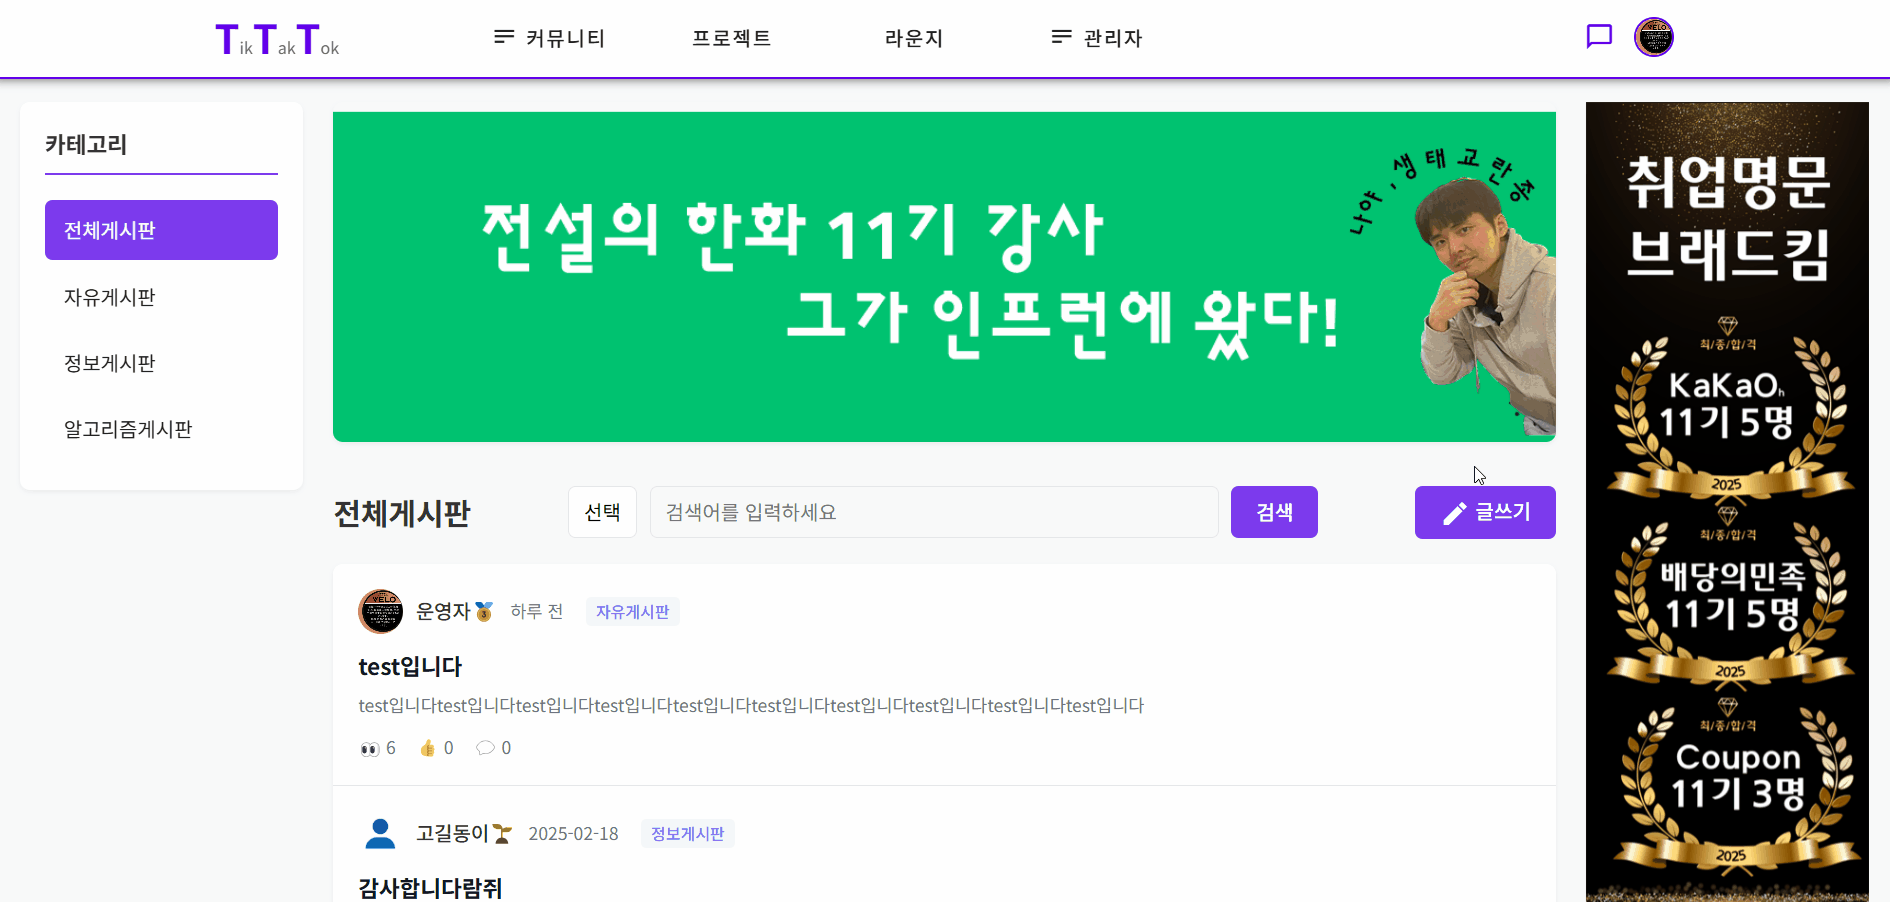 TikTakTok
커뮤니티
프로젝트
라운지
관리자
카테고리
전체게시판
자유게시판
정보게시판
알고리즘게시판
전설의 한화 11기 강사
그가 인프런에 왔다!
나야, 생태교란종
전체게시판
선택
검색어를 입력하세요
검색
글쓰기
운영자
하루 전
자유게시판
test입니다
test입니다test입니다test입니다test입니다test입니다test입니다test입니다test입니다test입니다test입니다
6
0
0
고길동이
2025-02-18
정보게시판
감사합니다람쥐
취업명문
브래드킴
최/종/합/격
KaKaOh
11기 5명
2025
최/종/합/격
배당의민족
11기 5명
2025
최/종/합/격
Coupon
11기 3명
2025